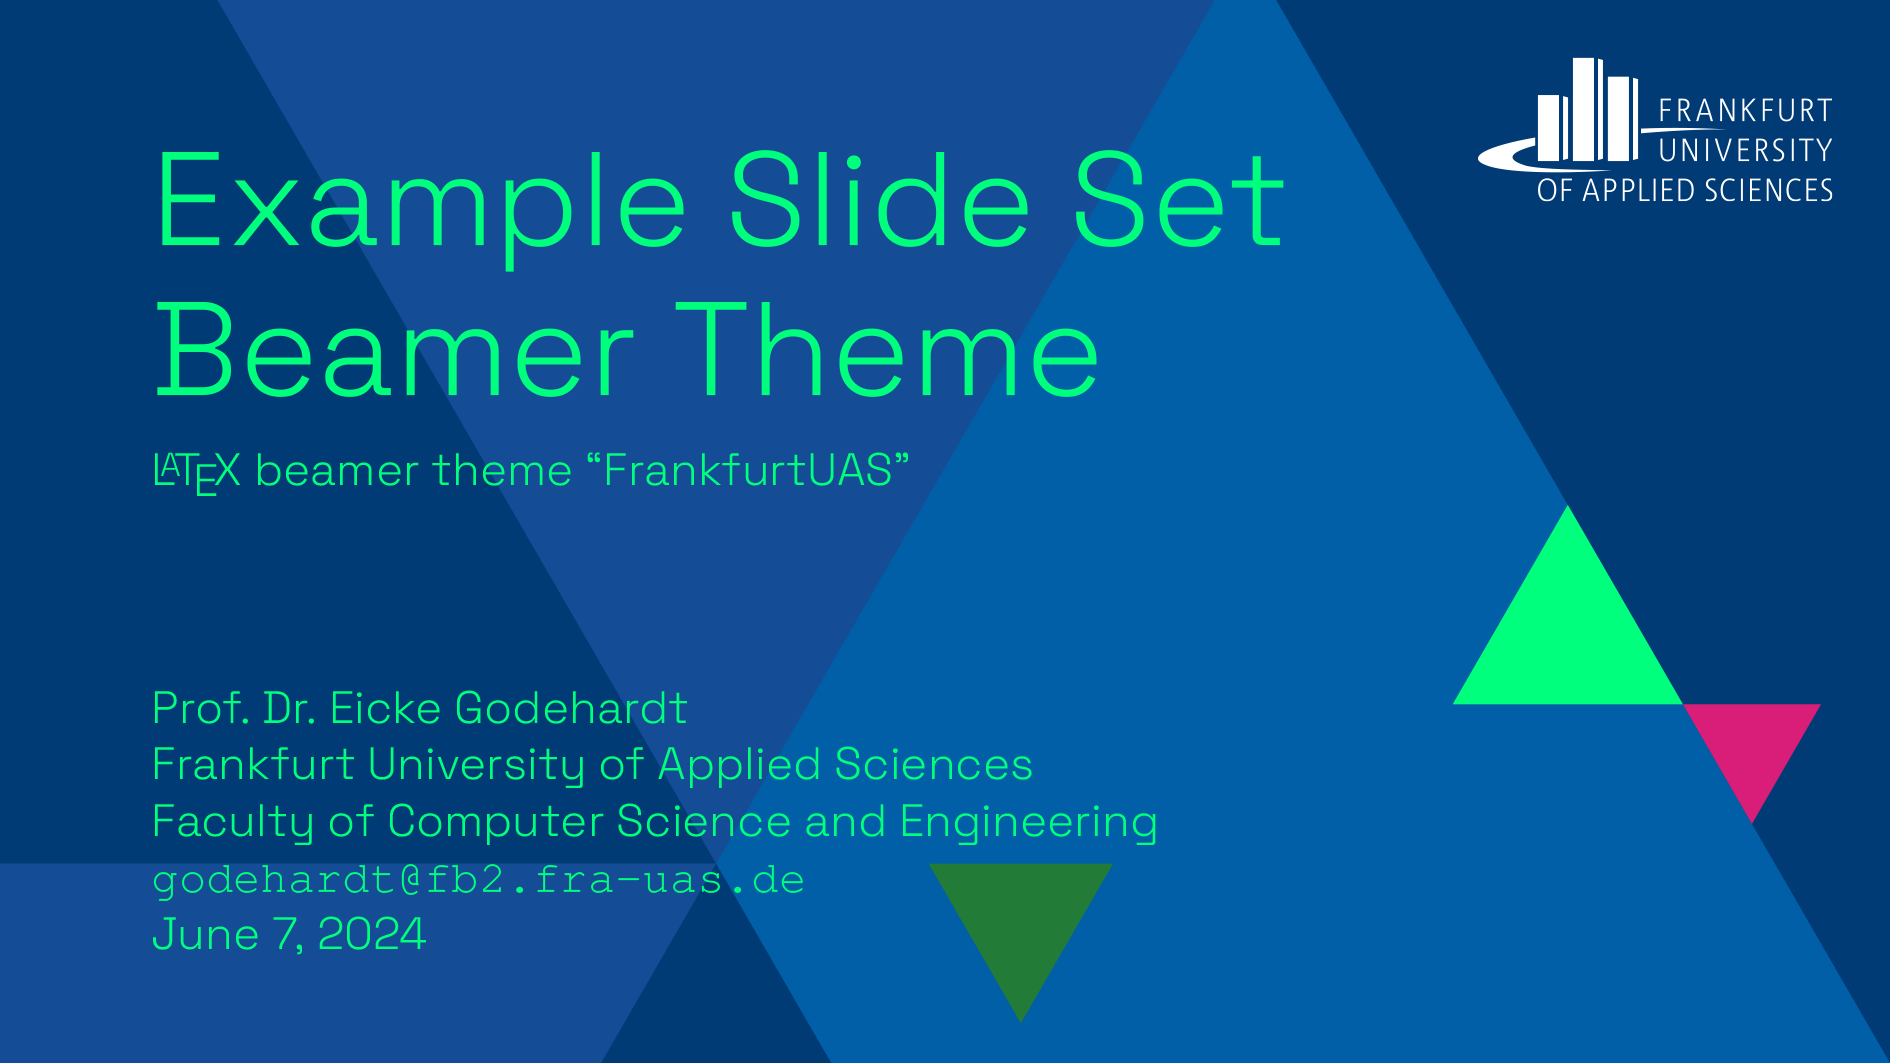 FRANKFURT
UNIVERSITY
OF APPLIED SCIENCES
Example Slide Set
Beamer Theme
LATEX beamer theme “FrankfurtUAS”
Prof. Dr. Eicke Godehardt
Frankfurt University of Applied Sciences
Faculty of Computer Science and Engineering
godehardt@fb2.fra-uas.de
June 7, 2024